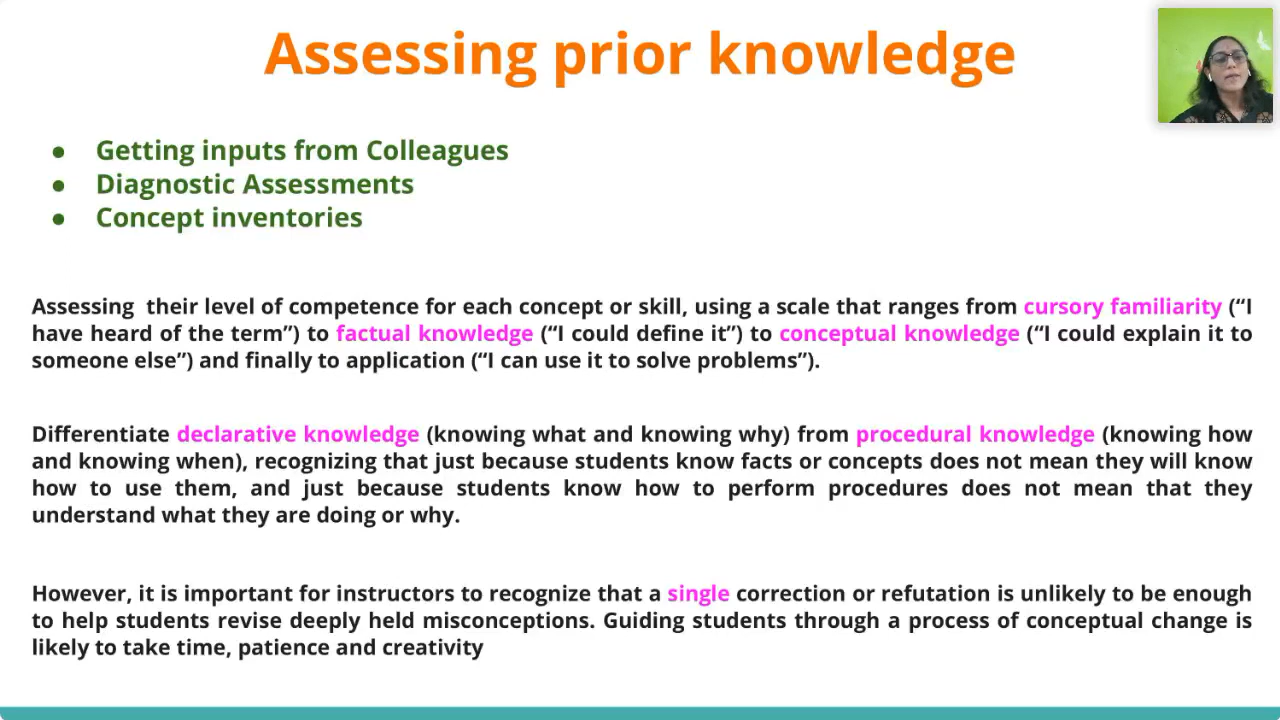 Assessing prior knowledge
● Getting inputs from Colleagues
● Diagnostic Assessments
● Concept inventories
Assessing  their level of competence for each concept or skill, using a scale that ranges from cursory familiarity (“I
have heard of the term”) to factual knowledge (“I could define it”) to conceptual knowledge (“I could explain it to
someone else”) and finally to application (“I can use it to solve problems”).
Differentiate declarative knowledge (knowing what and knowing why) from procedural knowledge (knowing how
and knowing when), recognizing that just because students know facts or concepts does not mean they will know
how to use them, and just because students know how to perform procedures does not mean that they
understand what they are doing or why.
However, it is important for instructors to recognize that a single correction or refutation is unlikely to be enough
to help students revise deeply held misconceptions. Guiding students through a process of conceptual change is
likely to take time, patience and creativity